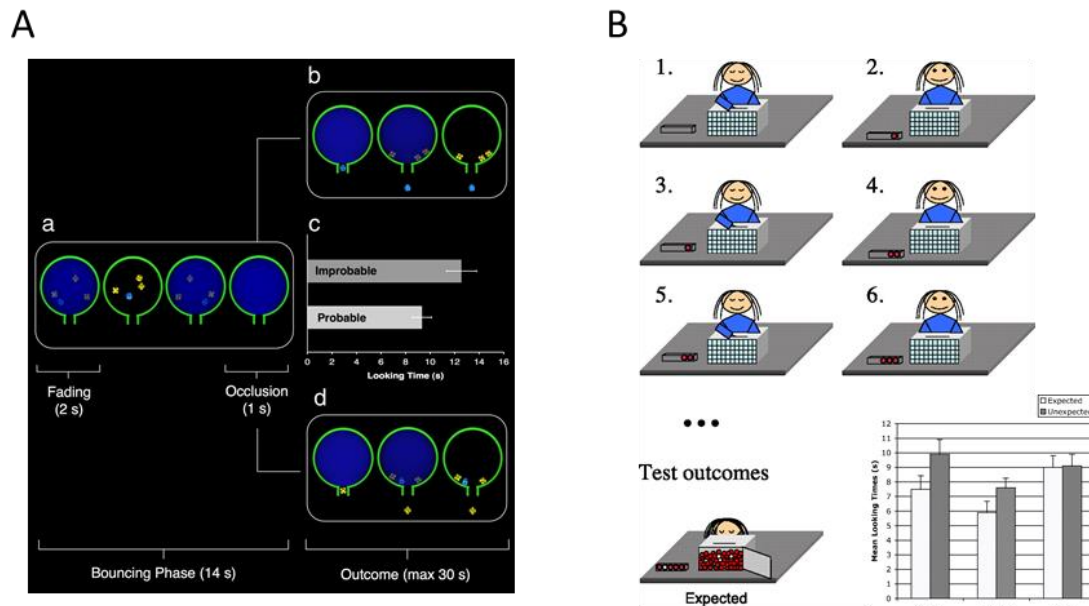 A
B
b
a
c
Improbable
Probable
0 2 4 6 8 10 12 14 16
Looking Time (s)
Fading
(2 s)
Occlusion
(1 s)
d
Bouncing Phase (14 s)
Outcome (max 30 s)
1.
2.
3.
4.
5.
6.
Test outcomes
Expected
Expected
12
11
10
9
8
7
6
5
4
3
2
1
0
Mean Looking Times (s)